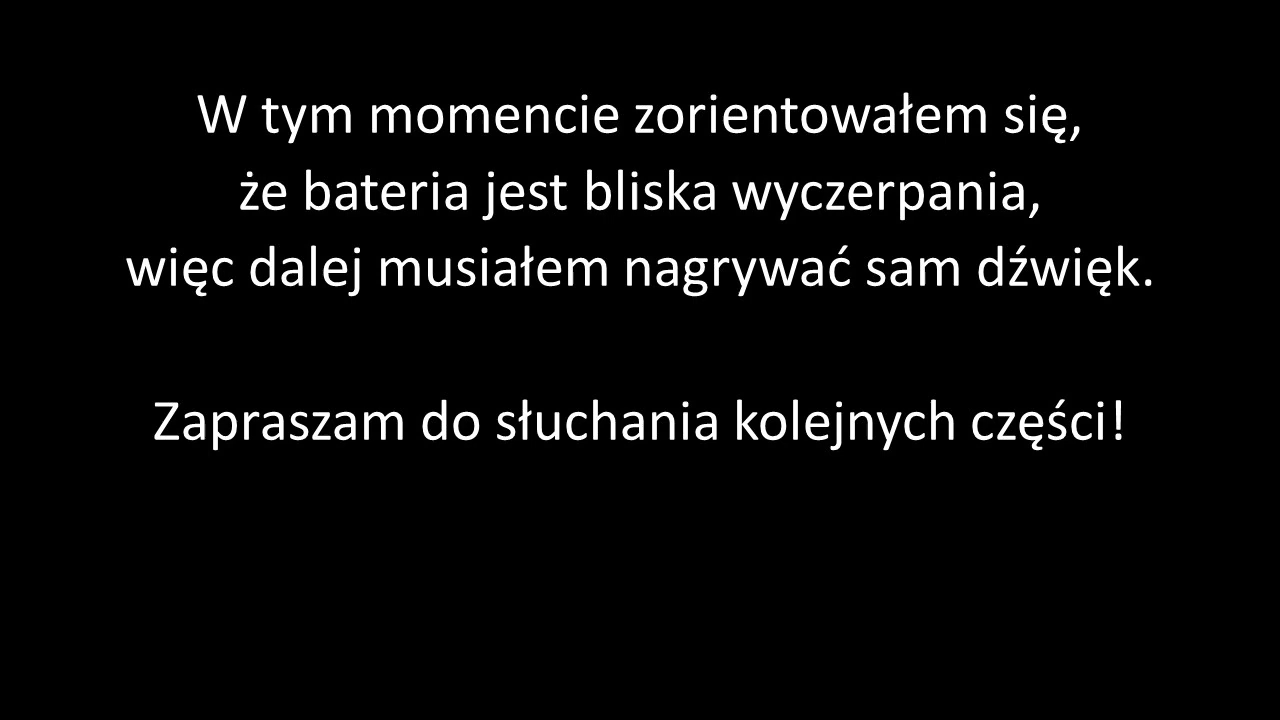 W tym momencie zorientowałem się,
że bateria jest bliska wyczerpania,
więc dalej musiałem nagrywać sam dźwięk.
Zapraszam do słuchania kolejnych części!